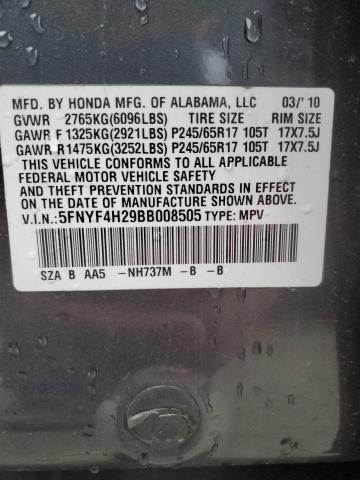 MFD. BY HONDA MFG. OF ALABAMA, LLC 03/'10
GVWR 2765KG(6096LBS) TIRE SIZE RIM SIZE
GAWR F 1325KG(2921LBS) P245/65R17 105T 17X7.5J
GAWR R1475KG(3252LBS) P245/65R17 105T 17X7.5J
THIS VEHICLE CONFORMS TO ALL APPLICABLE
FEDERAL MOTOR VEHICLE SAFETY
AND THEFT PREVENTION STANDARDS IN EFFECT
ON THE DATE OF MANUFACTURE SHOWN ABOVE.
V.I.N.: 5FNYF4H29BB008505 TYPE: MPV
SZA B AA5 -NH737M -B -B